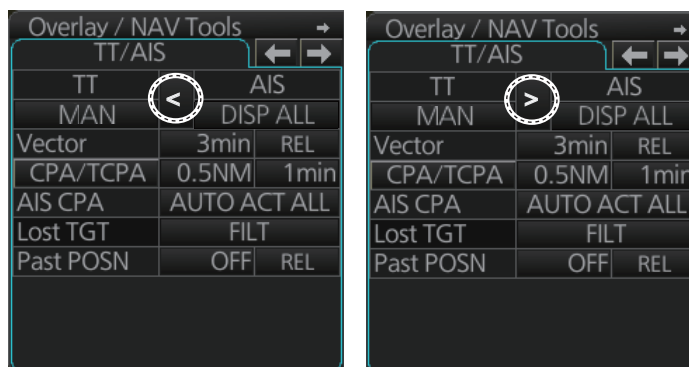 Overlay / NAV Tools →
TT/AIS ← →
TT < AIS
MAN DISP ALL
Vector 3min REL
CPA/TCPA 0.5NM 1min
AIS CPA AUTO ACT ALL
Lost TGT FILT
Past POSN OFF REL
Overlay / NAV Tools →
TT/AIS ← →
TT > AIS
MAN DISP ALL
Vector 3min REL
CPA/TCPA 0.5NM 1min
AIS CPA AUTO ACT ALL
Lost TGT FILT
Past POSN OFF REL